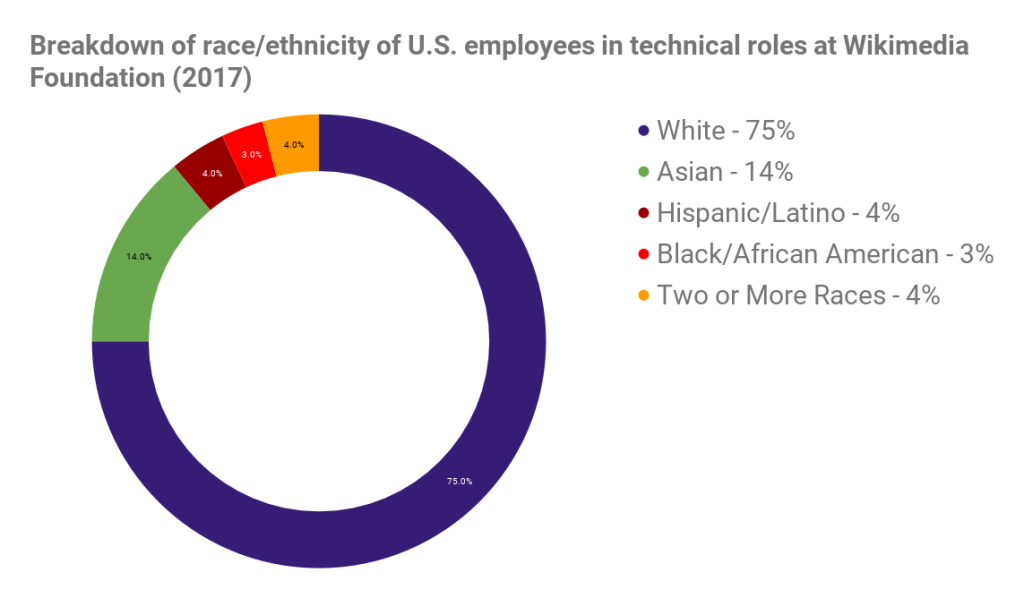 Breakdown of race/ethnicity of U.S. employees in technical roles at Wikimedia
Foundation (2017)
White - 75%
Asian - 14%
Hispanic/Latino - 4%
Black/African American - 3%
Two or More Races - 4%
4.0%
3.0%
4.0%
14.0%
75.0%